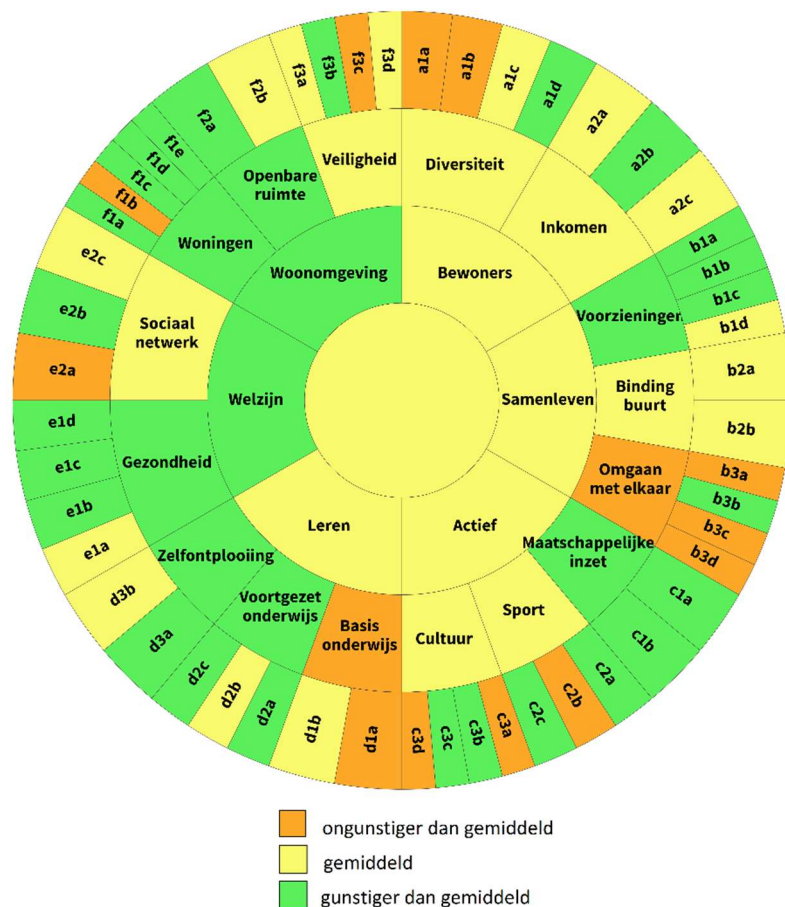 a1a
a1b
a1c
a1d
a2a
a2b
a2c
b1a
b1b
b1c
b1d
b2a
b2b
b3a
b3b
b3c
b3d
c1a
c1b
c2a
c2b
c2c
c3a
c3b
c3c
c3d
d1a
d1b
d2a
d2b
d2c
d3a
d3b
e1a
e1b
e1c
e1d
e2a
e2b
e2c
f1a
f1b
f1c
f1d
f1e
f2a
f2b
f3a
f3b
f3c
f3d
Diversiteit
Inkomen
Voorzieningen
Binding
buurt
Omgaan
met elkaar
Maatschappelijke
inzet
Sport
Cultuur
Basis
onderwijs
Voortgezet
onderwijs
Zelfontplooiing
Gezondheid
Sociaal
netwerk
Woningen
Openbare
ruimte
Veiligheid
Bewoners
Samenleven
Actief
Leren
Welzijn
Woonomgeving
ongunstiger dan gemiddeld
gemiddeld
gunstiger dan gemiddeld